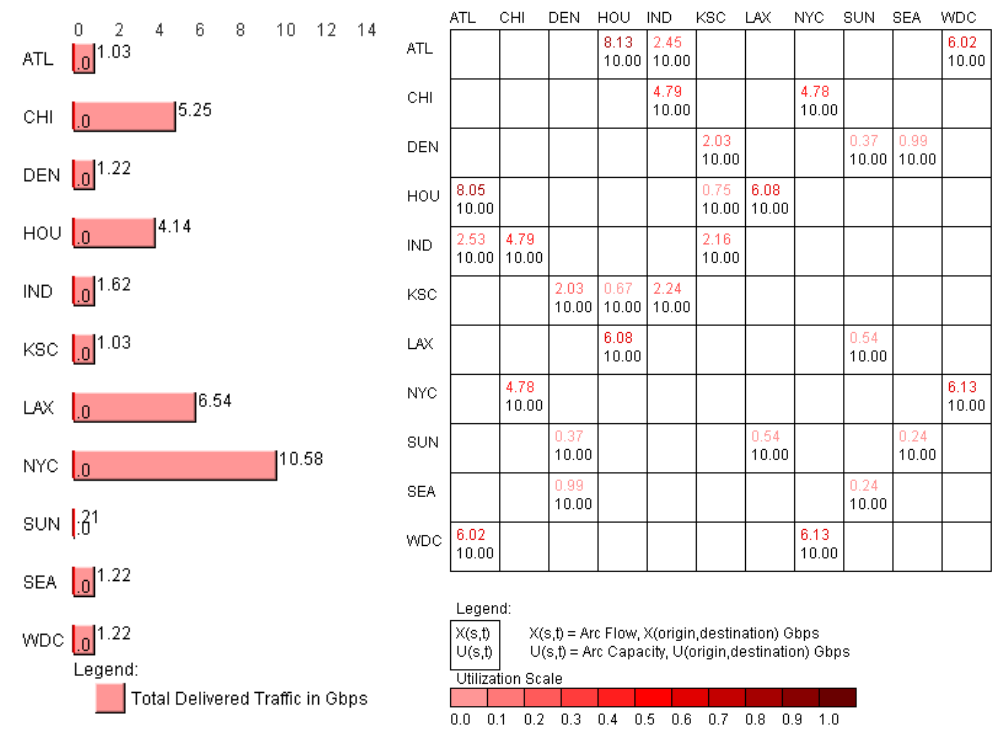 0 2 4 6 8 10 12 14
ATL .0 1.03
CHI .0 5.25
DEN .0 1.22
HOU .0 4.14
IND .0 1.62
KSC .0 1.03
LAX .0 6.54
NYC .0 10.58
SUN .0 .21
SEA .0 1.22
WDC .0 1.22
Legend:
Total Delivered Traffic in Gbps
ATL CHI DEN HOU IND KSC LAX NYC SUN SEA WDC
ATL 8.13 2.45 6.02
10.00 10.00 10.00
CHI 4.79 4.78
10.00 10.00
DEN 2.03 0.37 0.99
10.00 10.00 10.00
HOU 8.05 0.75 6.08
10.00 10.00 10.00
IND 2.53 4.79 2.16
10.00 10.00 10.00
KSC 2.03 0.67 2.24
10.00 10.00 10.00
LAX 6.08 0.54
10.00 10.00
NYC 4.78 6.13
10.00 10.00
SUN 0.37 0.54 0.24
10.00 10.00 10.00
SEA 0.99 0.24
10.00 10.00
WDC 6.02 6.13
10.00 10.00
Legend:
X(s,t) X(s,t) = Arc Flow, X(origin,destination) Gbps
U(s,t) U(s,t) = Arc Capacity, U(origin,destination) Gbps
Utilization Scale
0.0 0.1 0.2 0.3 0.4 0.5 0.6 0.7 0.8 0.9 1.0